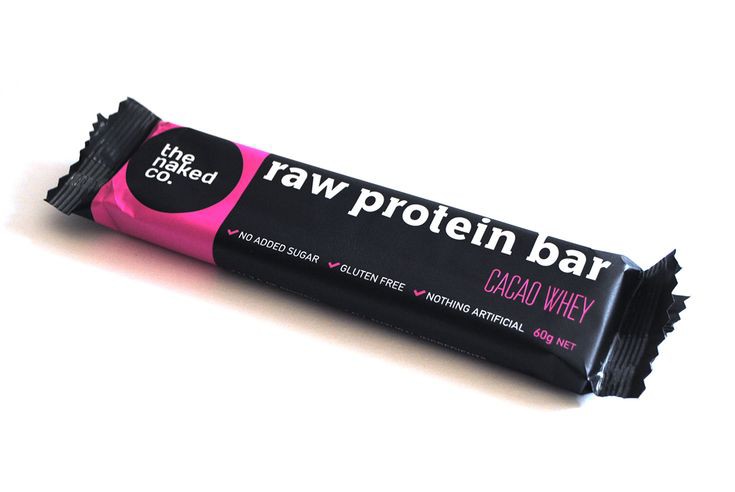 the
naked
co.
raw protein bar
NO ADDED SUGAR
GLUTEN FREE
NOTHING ARTIFICIAL
CACAO WHEY
60g NET